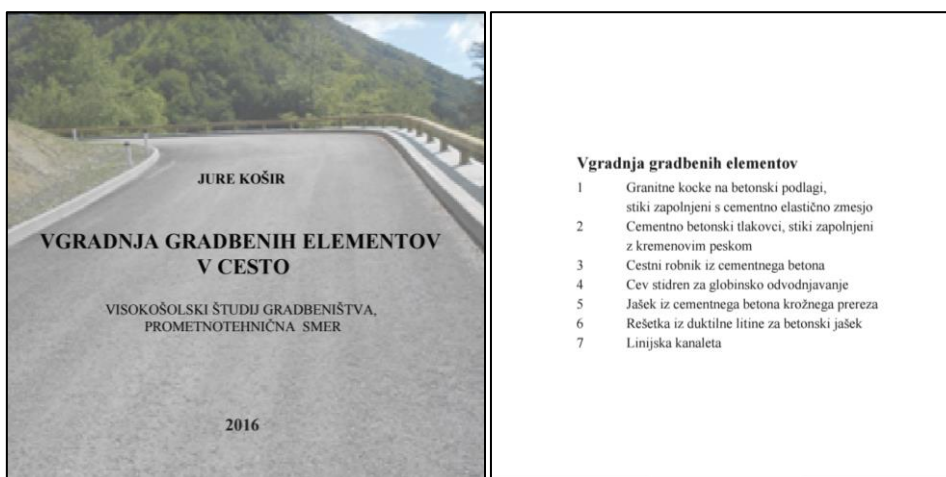 JURE KOŠIR
VGRADNJA GRADBENIH ELEMENTOV
V CESTO
VISOKOŠOLSKI ŠTUDIJ GRADBENIŠTVA,
PROMETNOTEHNIČNA SMER
2016
Vgradnja gradbenih elementov
1 Granitne kocke na betonski podlagi,
stiki zapolnjeni s cementno elastično zmesjo
2 Cementno betonski tlakovci, stiki zapolnjeni
z kremenovim peskom
3 Cestni robnik iz cementnega betona
4 Cev stidren za globinsko odvodnjavanje
5 Jašek iz cementnega betona krožnega prereza
6 Rešetka iz duktilne litine za betonski jašek
7 Linijska kanaleta